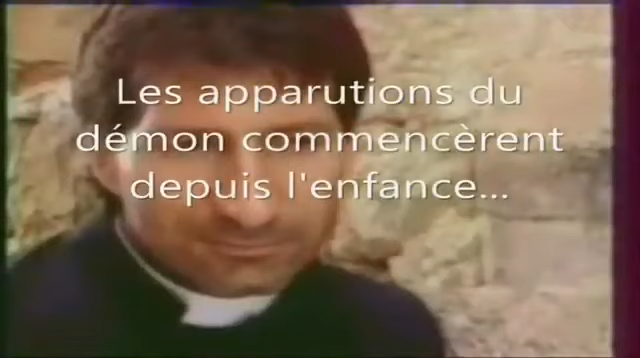 Les apparutions du
démon commencèrent
depuis l'enfance...